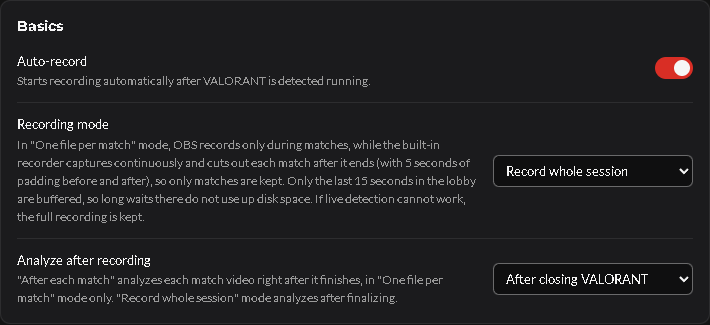 Basics
Auto-record
Starts recording automatically after VALORANT is detected running.
Recording mode
In "One file per match" mode, OBS records only during matches, while the built-in
recorder captures continuously and cuts out each match after it ends (with 5 seconds of
padding before and after), so only matches are kept. Only the last 15 seconds in the lobby
are buffered, so long waits there do not use up disk space. If live detection cannot work,
the full recording is kept.
Record whole session
Analyze after recording
"After each match" analyzes each match video right after it finishes, in "One file per
match" mode only. "Record whole session" mode analyzes after finalizing.
After closing VALORANT